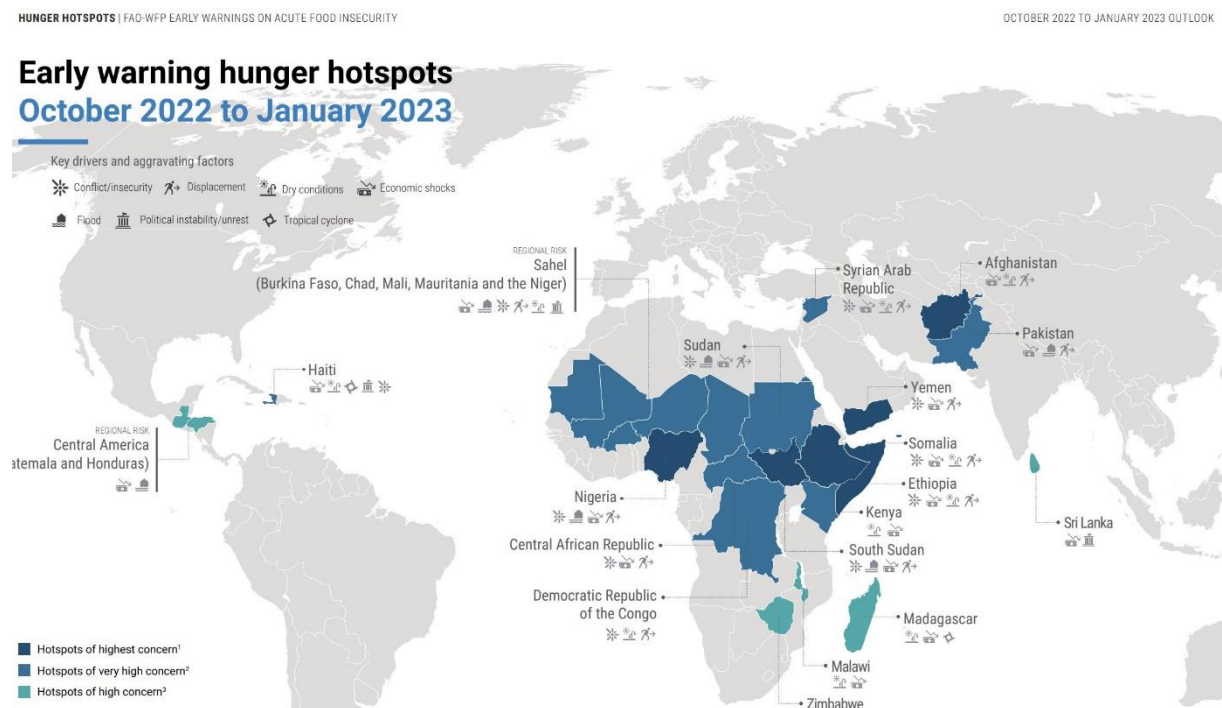 HUNGER HOTSPOTS | FAO-WFP EARLY WARNINGS ON ACUTE FOOD INSECURITY
OCTOBER 2022 TO JANUARY 2023 OUTLOOK
Early warning hunger hotspots
October 2022 to January 2023
Key drivers and aggravating factors
Conflict/insecurity
Displacement
Dry conditions
Economic shocks
Flood
Political instability/unrest
Tropical cyclone
REGIONAL RISK
Sahel
(Burkina Faso, Chad, Mali, Mauritania and the Niger)
Syrian Arab
Republic
Afghanistan
Pakistan
Sudan
Haiti
Yemen
REGIONAL RISK
Central America
atemala and Honduras)
Somalia
Ethiopia
Nigeria
Kenya
Sri Lanka
Central African Republic
South Sudan
Democratic Republic
of the Congo
Madagascar
Malawi
Zimbabwe
Hotspots of highest concern¹
Hotspots of very high concern²
Hotspots of high concern³